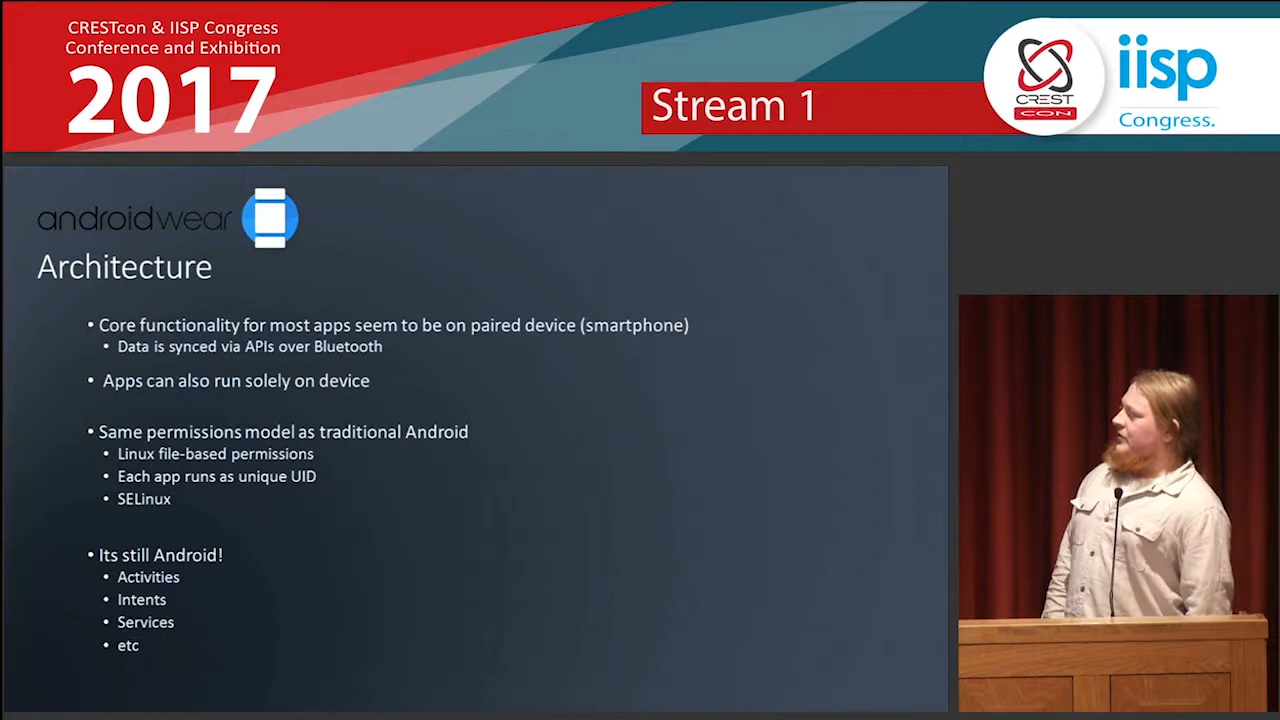 CRESTcon & IISP Congress
Conference and Exhibition
2017
Stream 1
CREST
CON
iisp
Congress.
androidwear
Architecture
• Core functionality for most apps seem to be on paired device (smartphone)
• Data is synced via APIs over Bluetooth
• Apps can also run solely on device
• Same permissions model as traditional Android
• Linux file-based permissions
• Each app runs as unique UID
• SELinux
• Its still Android!
• Activities
• Intents
• Services
• etc